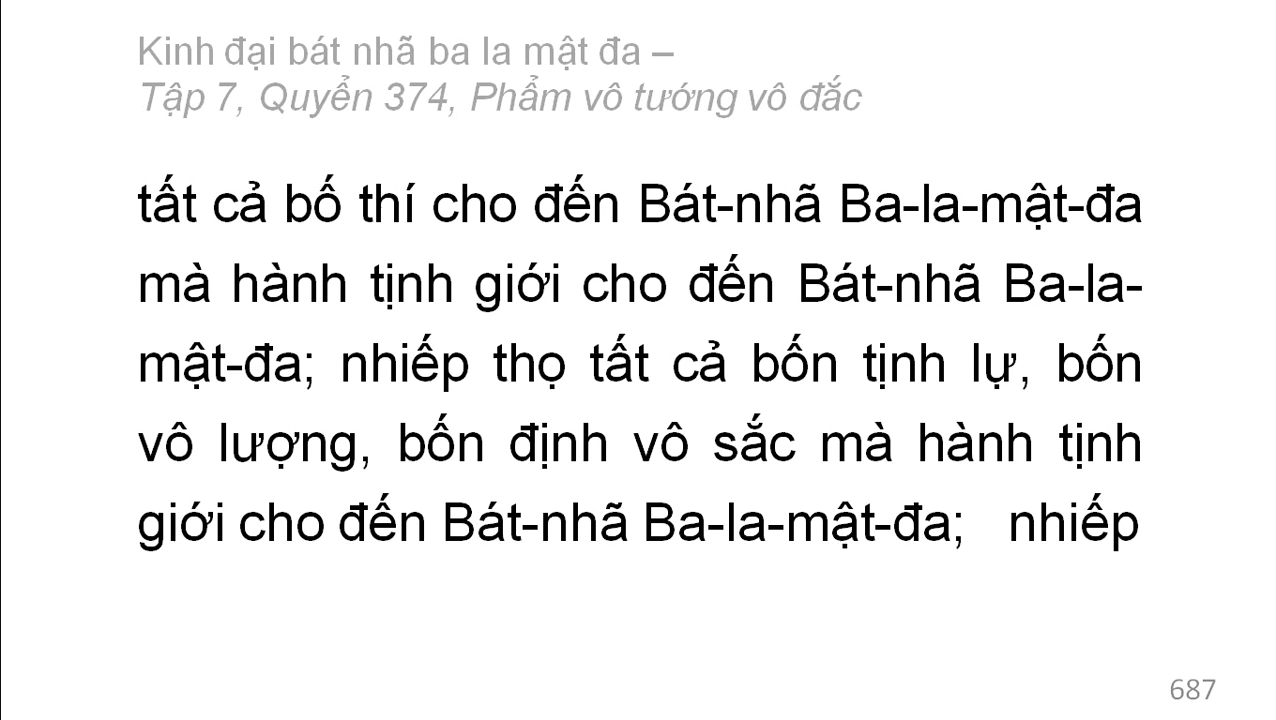 Kinh đại bát nhã ba la mật đa –
Tập 7, Quyển 374, Phẩm vô tướng vô đắc
tất cả bố thí cho đến Bát-nhã Ba-la-mật-đa
mà hành tịnh giới cho đến Bát-nhã Ba-la-
mật-đa; nhiếp thọ tất cả bốn tịnh lự, bốn
vô lượng, bốn định vô sắc mà hành tịnh
giới cho đến Bát-nhã Ba-la-mật-đa; nhiếp
687